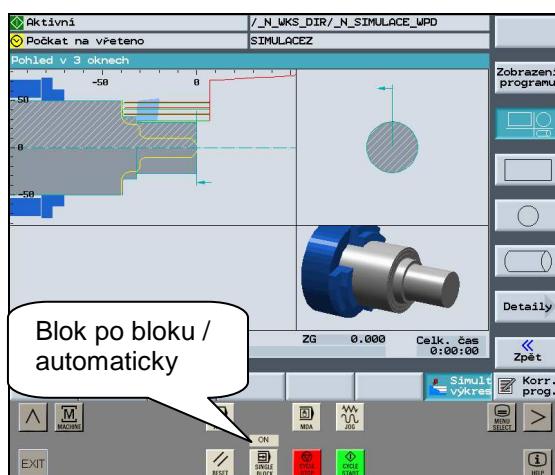 Aktivní
/_N_WKS_DIR/_N_SIMULACE_WPD
Počkat na vřeteno
SIMULACEZ
Pohled v 3 oknech
-50
0
50
0
-50
Zobrazení
programu
Detaily
Zpět
ZG
0.000
Celk. čas
0:00:00
Blok po bloku /
automaticky
Simult
výkres
Korr.
prog.
MACHINE
MDA
JOG
MENU
SELECT
ON
EXIT
RESET
SINGLE
BLOCK
CYCLE
STOP
CYCLE
START
HELP